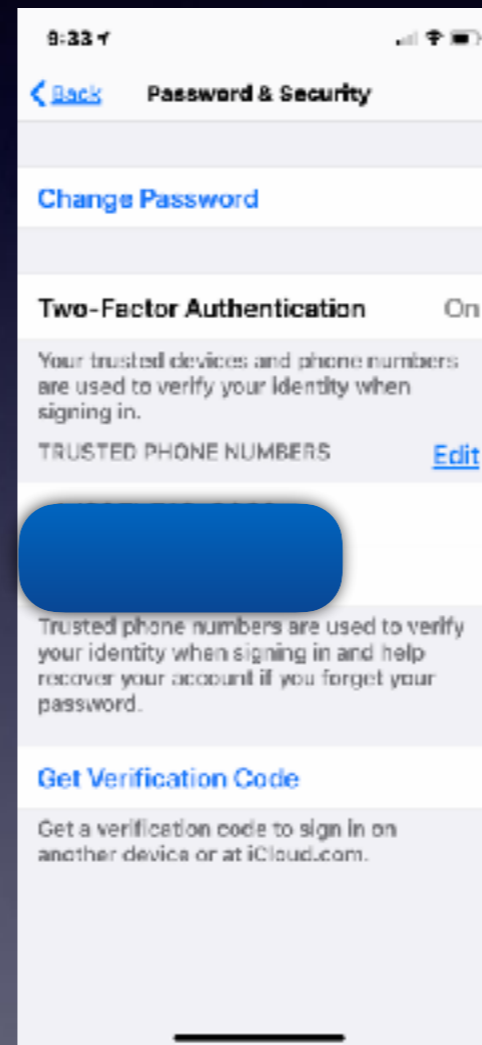 9:33
Back Password & Security
Change Password
Two-Factor Authentication On
Your trusted devices and phone numbers
are used to verify your identity when
signing in.
TRUSTED PHONE NUMBERS Edit
Trusted phone numbers are used to verify
your identity when signing in and help
recover your account if you forget your
password.
Get Verification Code
Get a verification code to sign in on
another device or at iCloud.com.